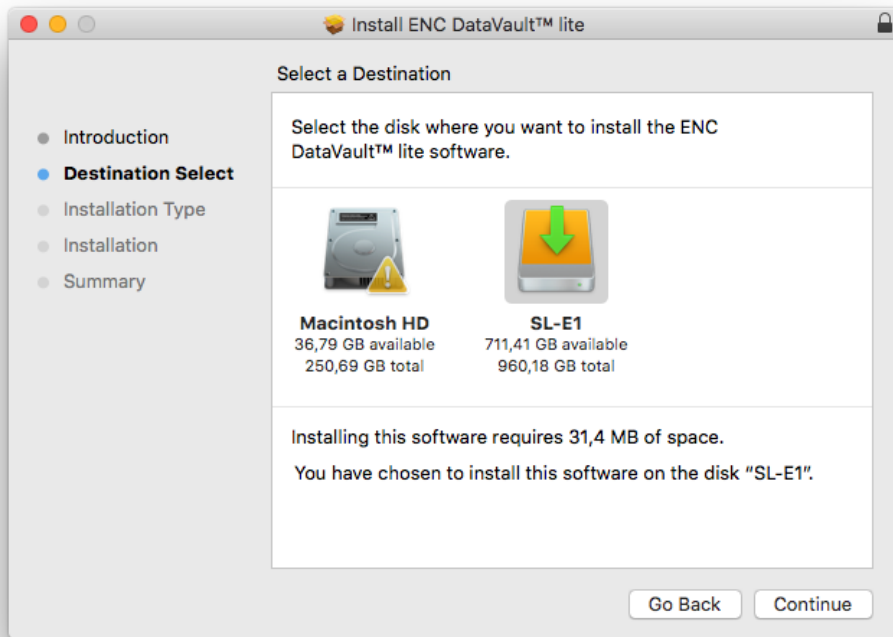 Install ENC DataVault™ lite
Select a Destination
Introduction
Destination Select
Installation Type
Installation
Summary
Select the disk where you want to install the ENC
DataVault™ lite software.
Macintosh HD
36,79 GB available
250,69 GB total
SL-E1
711,41 GB available
960,18 GB total
Installing this software requires 31,4 MB of space.
You have chosen to install this software on the disk “SL-E1”.
Go Back
Continue